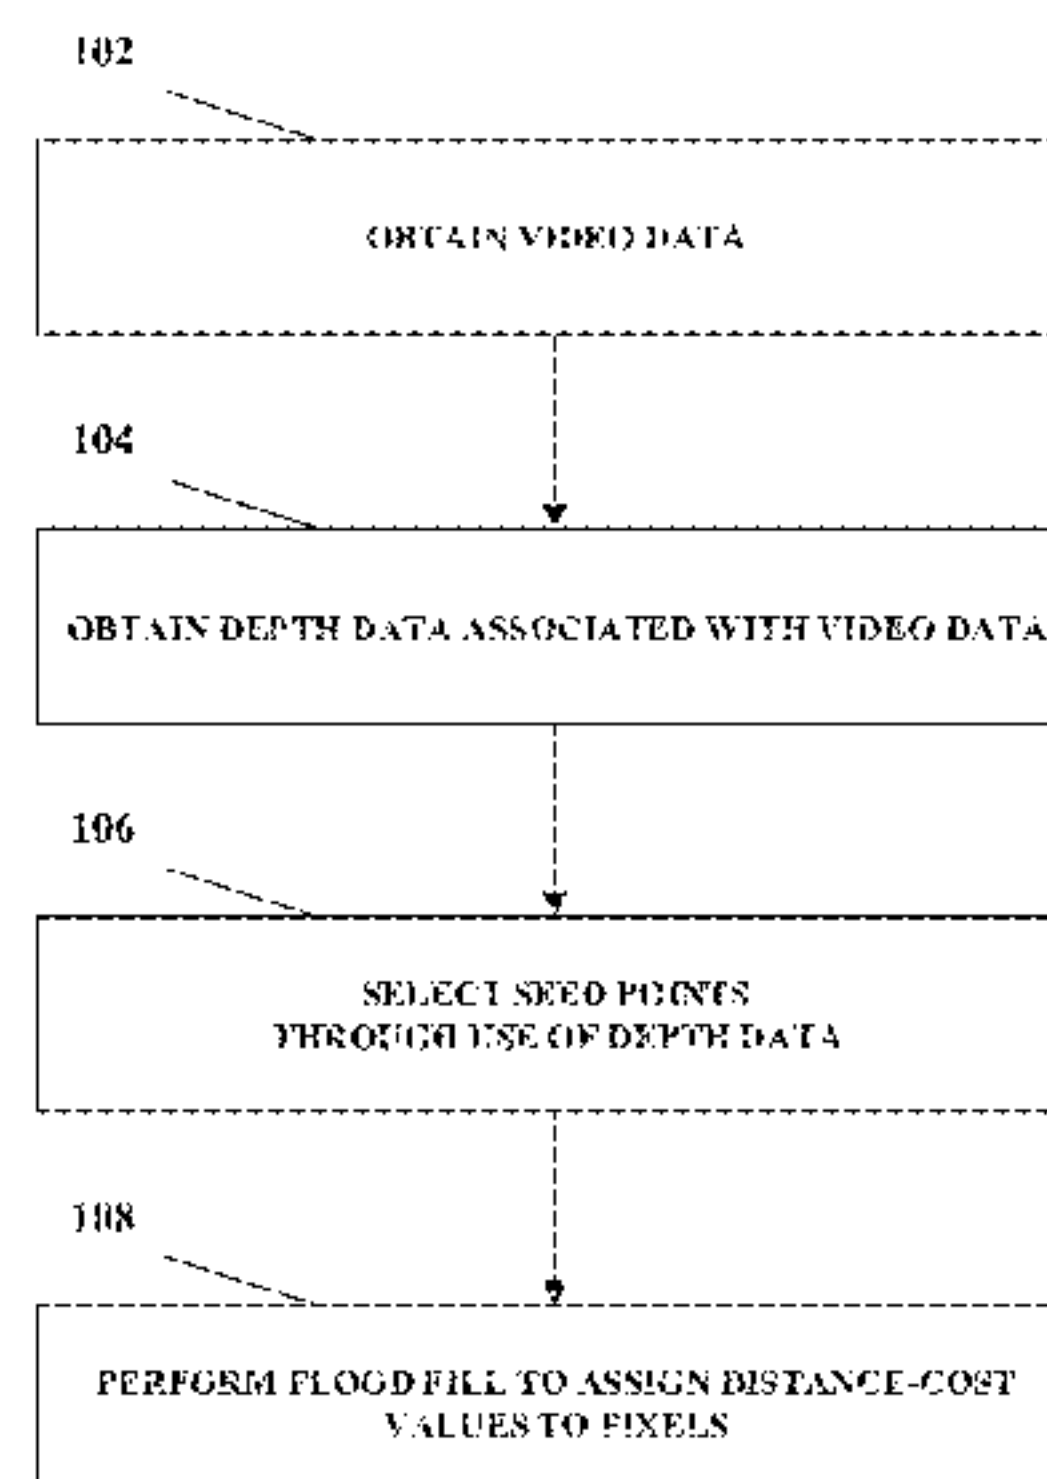 102
OBTAIN VIDEO DATA
104
OBTAIN DEPTH DATA ASSOCIATED WITH VIDEO DATA
106
SELECT SEED POINTS
THROUGH USE OF DEPTH DATA
108
PERFORM FLOOD FILL TO ASSIGN DISTANCE-COST
VALUES TO PIXELS